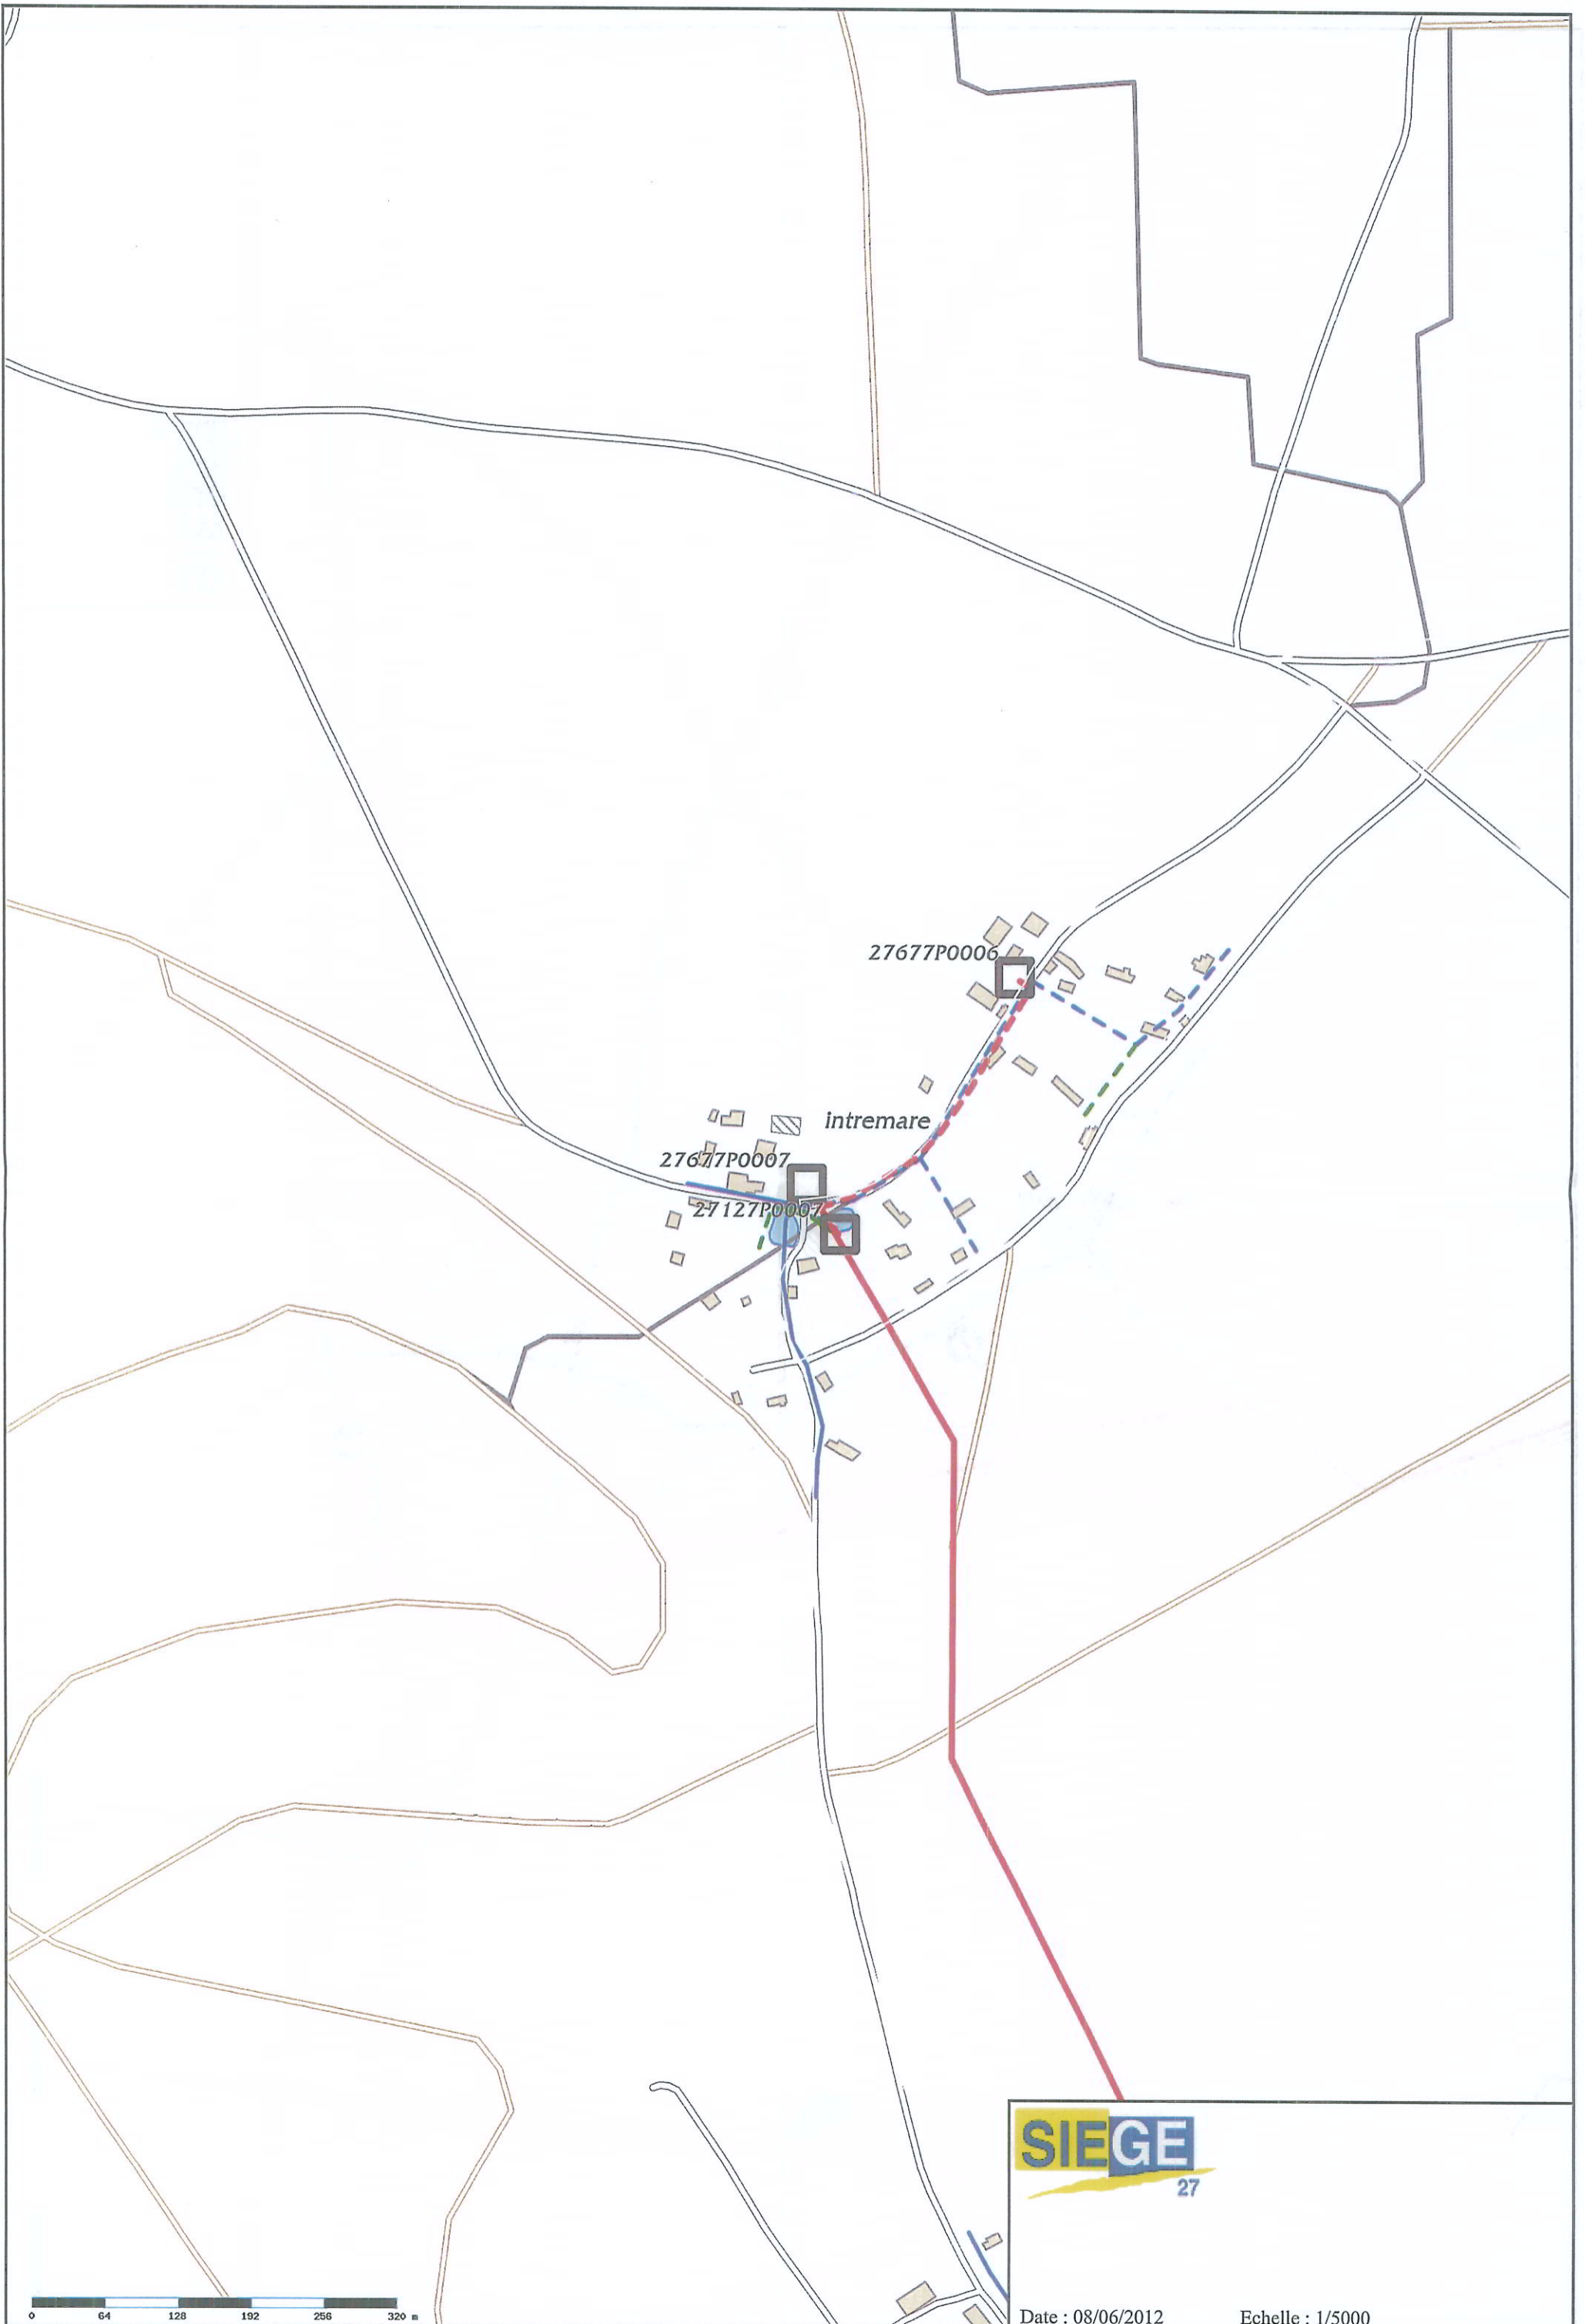 27677P0006
intremare
27677P0007
27127P0007
SIEGE
27
0 64 128 192 256 320 m
Date : 08/06/2012 Echelle : 1/5000